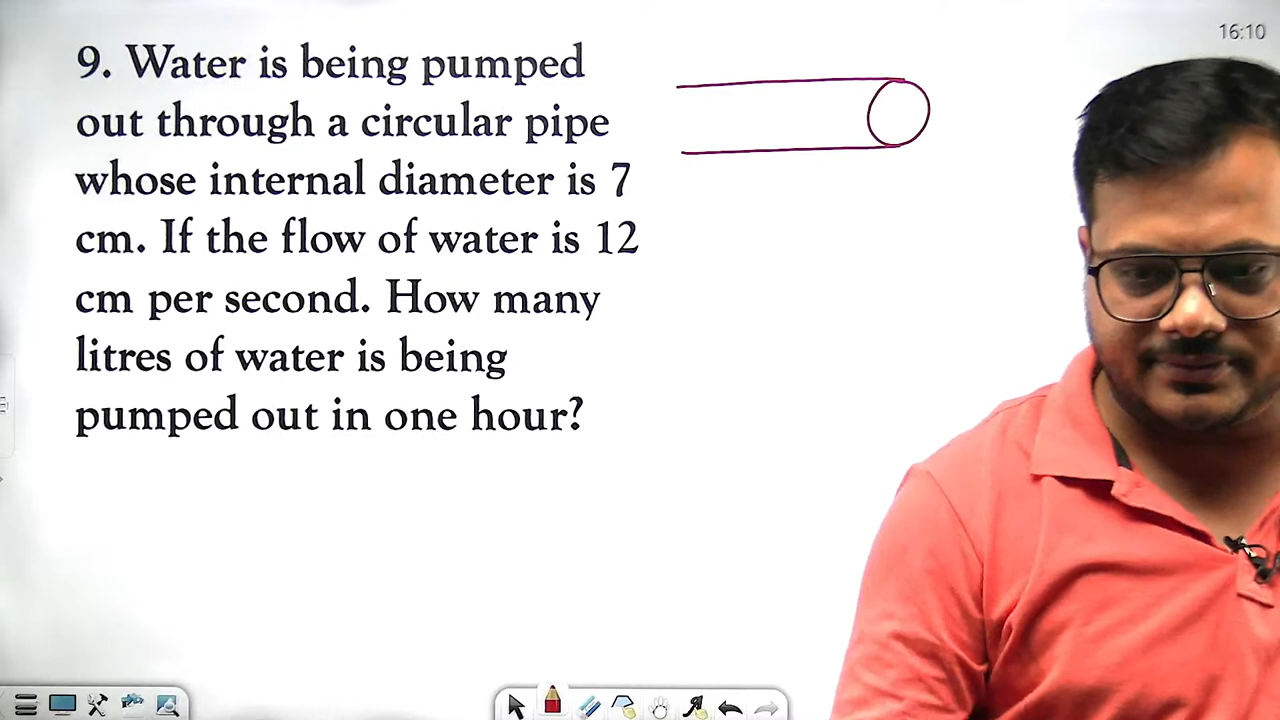 16:10
9. Water is being pumped
out through a circular pipe
whose internal diameter is 7
cm. If the flow of water is 12
cm per second. How many
litres of water is being
pumped out in one hour?